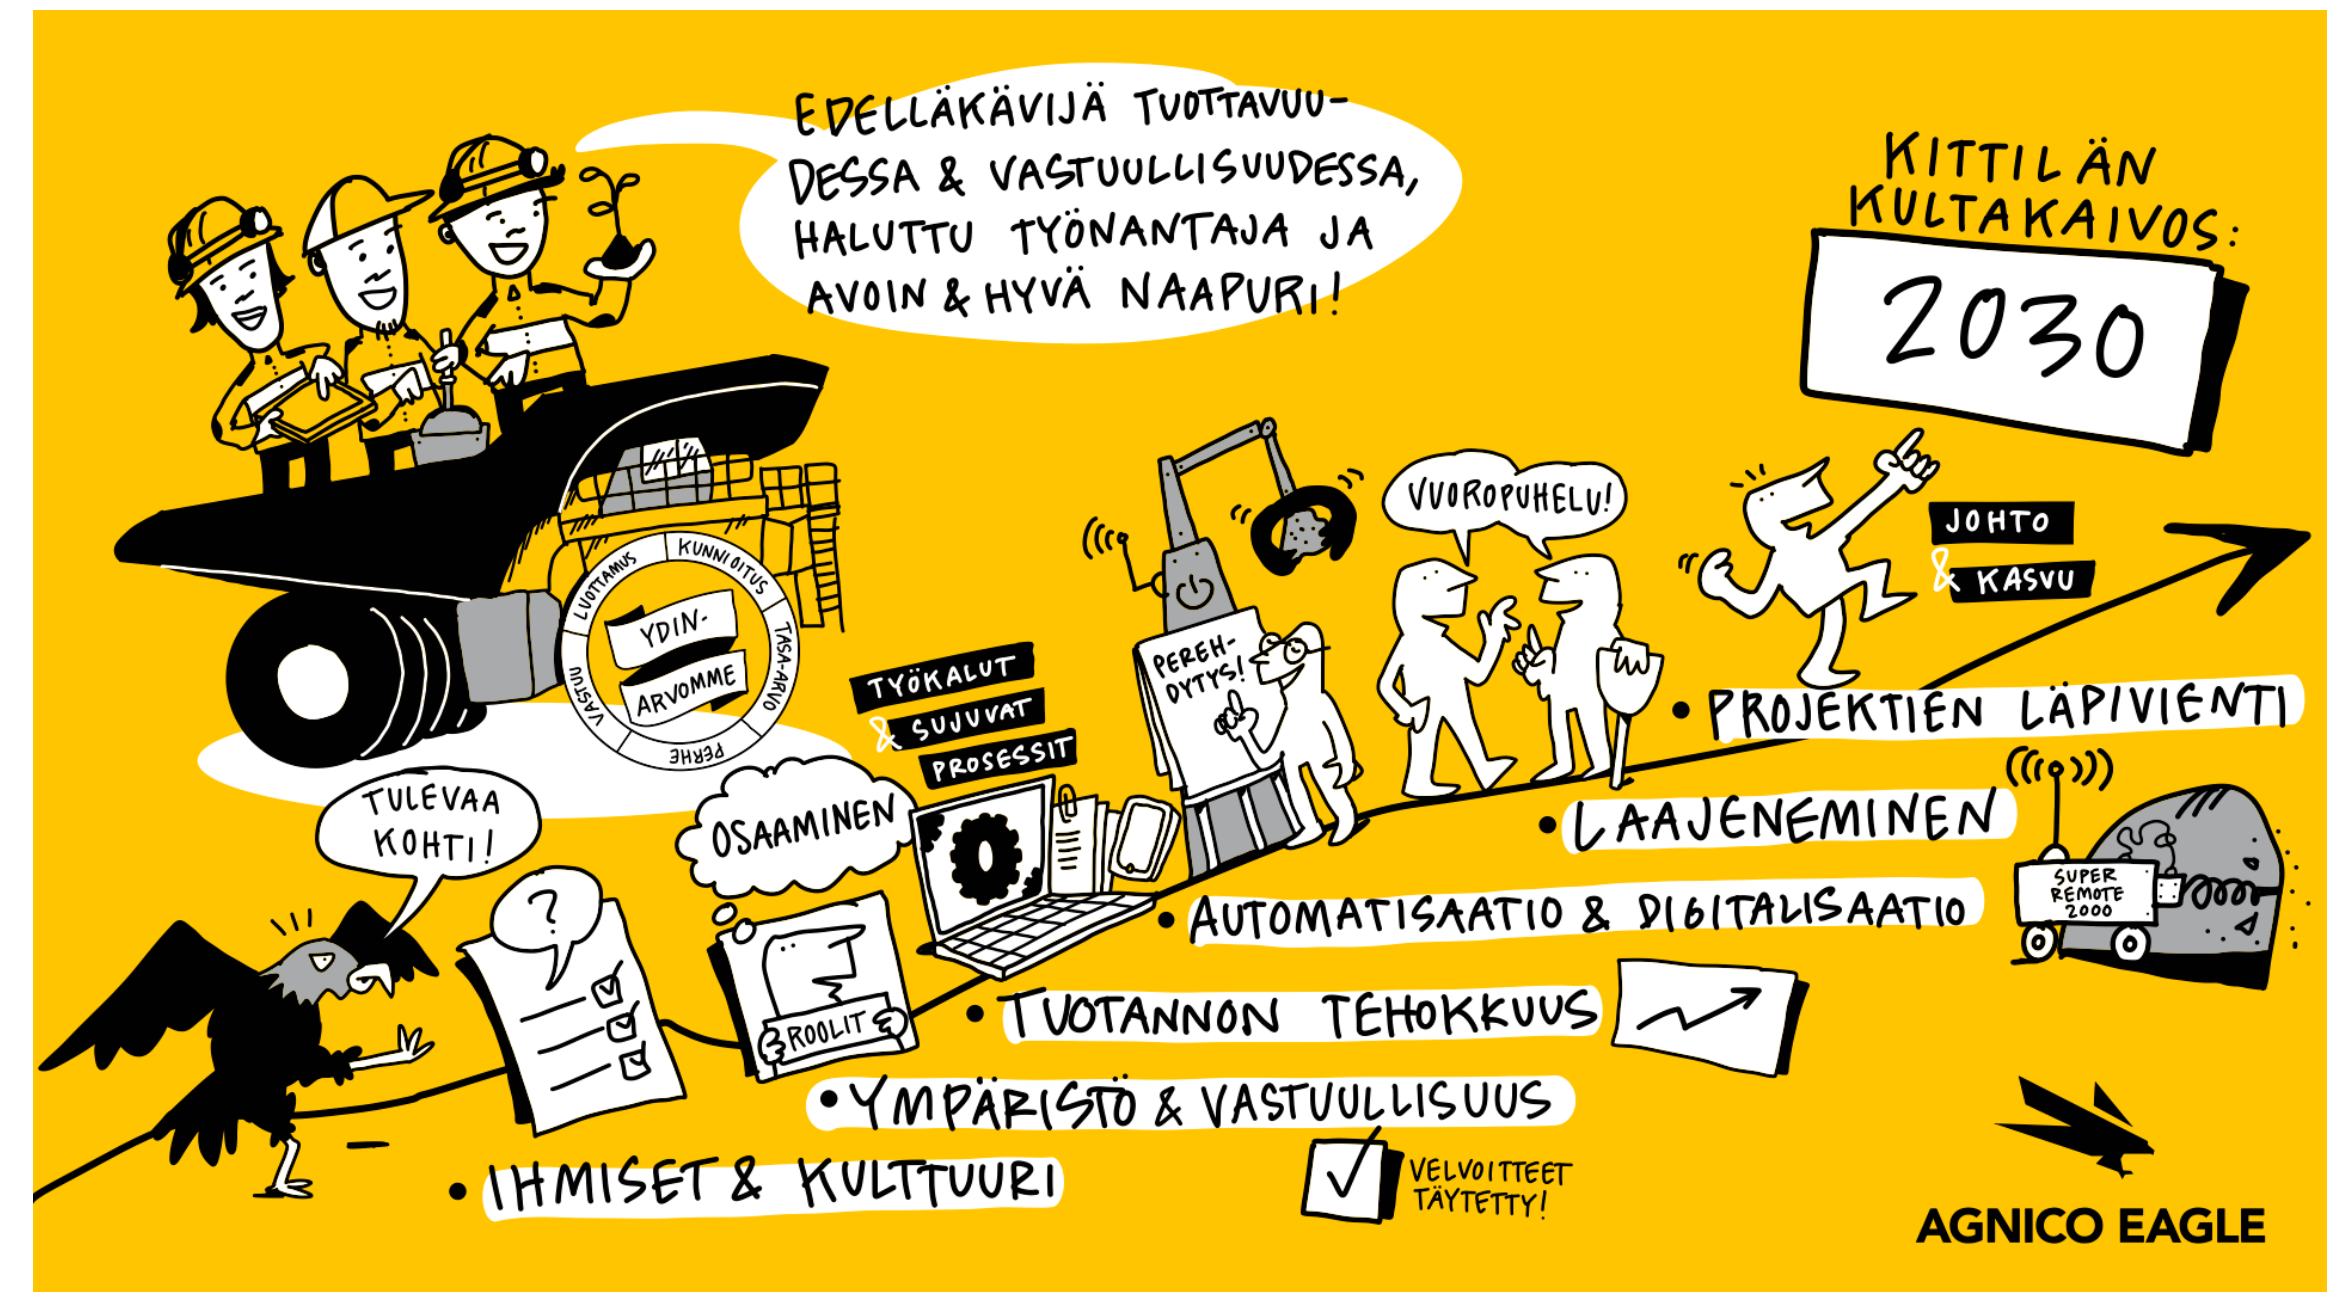 EDELLÄKÄVIJÄ TUOTTAVUU-
DESSA & VASTUULLISUUDESSA,
HALUTTU TYÖNANTAJA JA
AVOIN & HYVÄ NAAPURI!
KITTILÄN
KULTAKAIVOS:
2030
VUOROPUHELU!
JOHTO
& KASVU
LUOTTAMUS
KUNNIOITUS
TASA-ARVO
PERHE
VASTUU
YDIN-
ARVOMME
PEREH-
DYTYS!
TYÖKALUT
& SUJUVAT
PROSESSIT
TULEVAA
KOHTI!
?
OSAAMINEN
ROOLIT
• PROJEKTIEN LÄPIVIENTI
• LAAJENEMINEN
• AUTOMATISAATIO & DIGITALISAATIO
SUPER
REMOTE
2000
• TUOTANNON TEHOKKUUS
• YMPÄRISTÖ & VASTUULLISUUS
• IHMISET & KULTTUURI
VELVOITTEET
TÄYTETTY!
AGNICO EAGLE